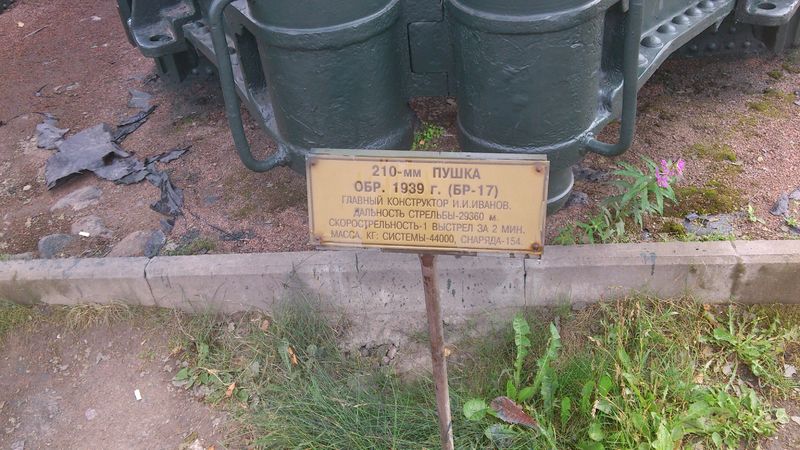 210-мм ПУШКА
ОБР. 1939 г. (БР-17)
ГЛАВНЫЙ КОНСТРУКТОР И.И.ИВАНОВ.
ДАЛЬНОСТЬ СТРЕЛЬБЫ-29360 м.
СКОРОСТРЕЛЬНОСТЬ-1 ВЫСТРЕЛ ЗА 2 МИН.
МАССА, КГ: СИСТЕМЫ-44000, СНАРЯДА-154.